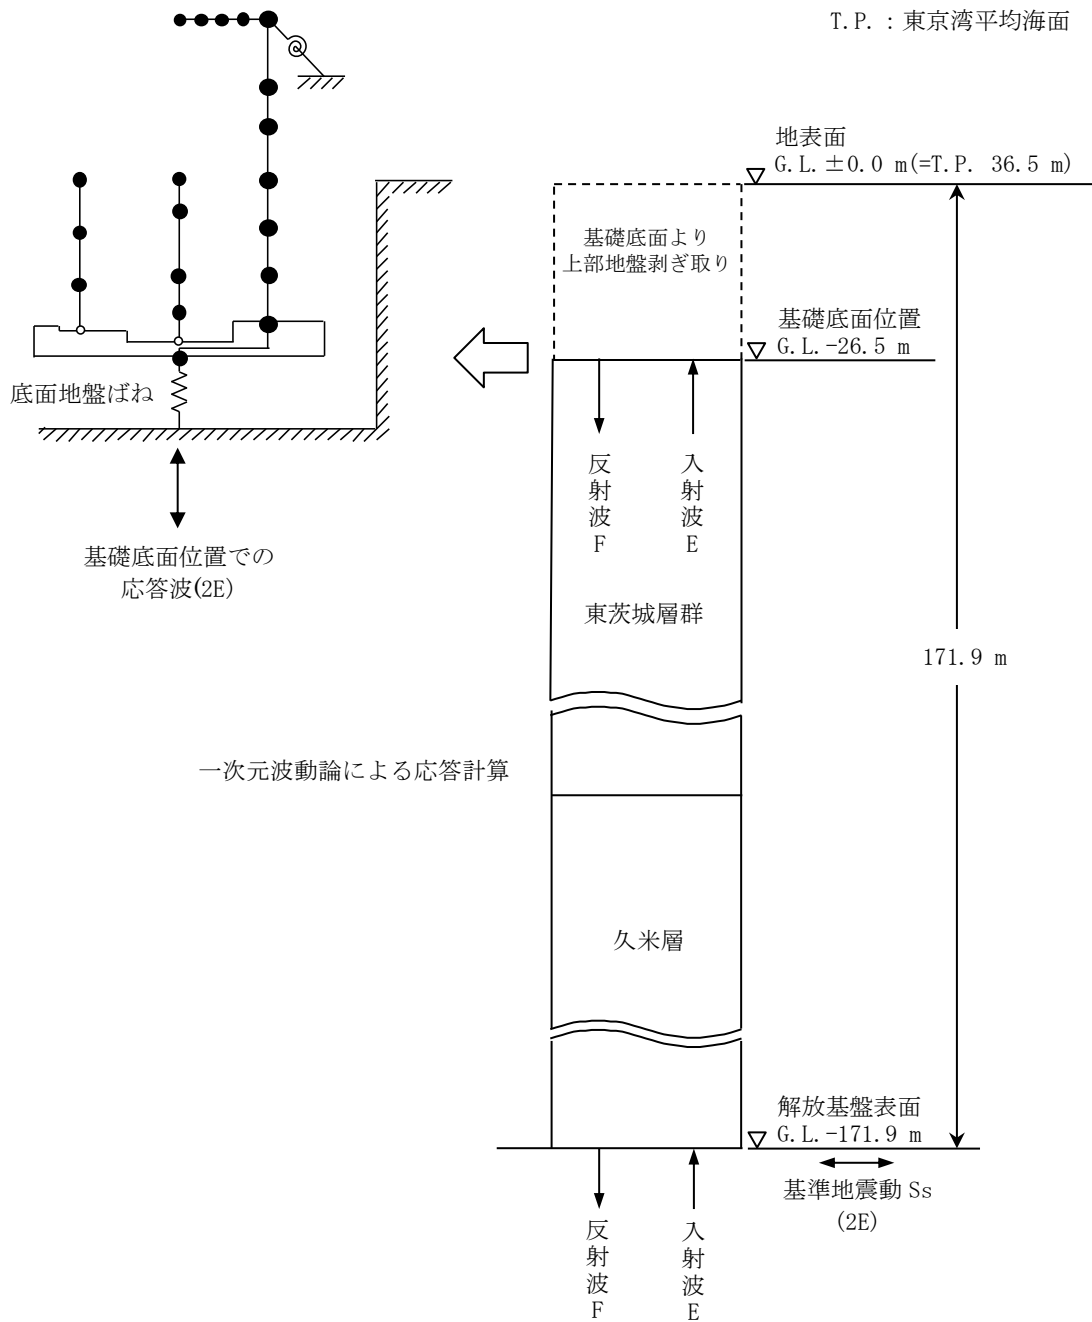 T.P. : 東京湾平均海面
地表面
G.L.±0.0 m(=T.P. 36.5 m)
基礎底面より
上部地盤剥ぎ取り
基礎底面位置
G.L.-26.5 m
底面地盤ばね
反射波F
入射波E
基礎底面位置での
応答波(2E)
東茨城層群
171.9 m
一次元波動論による応答計算
久米層
解放基盤表面
G.L.-171.9 m
基準地震動 Ss
(2E)
反射波F
入射波E